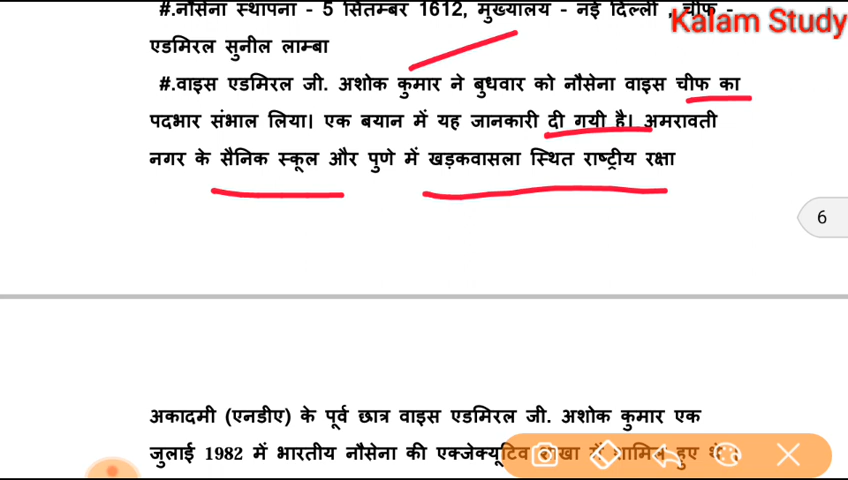 #.नौसेना स्थापना - 5 सितम्बर 1612, मुख्यालय - नई दिल्ली , चीफ -
Kalam Study
एडमिरल सुनील लाम्बा
#.वाइस एडमिरल जी. अशोक कुमार ने बुधवार को नौसेना वाइस चीफ का
पदभार संभाल लिया। एक बयान में यह जानकारी दी गयी है। अमरावती
नगर के सैनिक स्कूल और पुणे में खड़कवासला स्थित राष्ट्रीय रक्षा
6
अकादमी (एनडीए) के पूर्व छात्र वाइस एडमिरल जी. अशोक कुमार एक
जुलाई 1982 में भारतीय नौसेना की एक्जेक्यूटिव